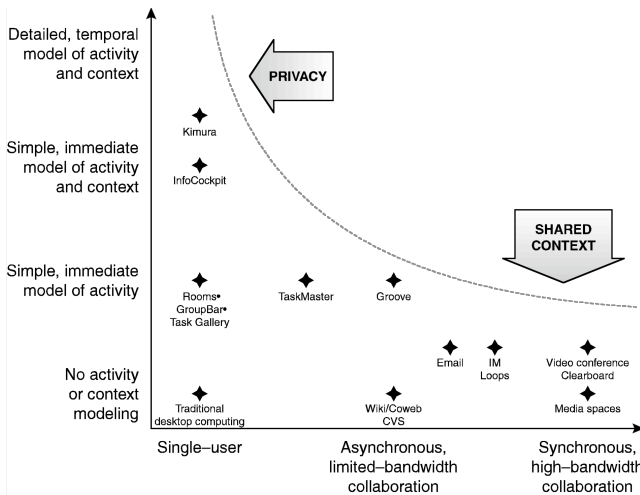 Detailed, temporal
model of activity
and context
PRIVACY
Kimura
Simple, immediate
model of activity
and context
InfoCockpit
SHARED
CONTEXT
Simple, immediate
model of activity
Rooms•
GroupBar•
Task Gallery
TaskMaster
Groove
Email
IM
Loops
Video conference
Clearboard
No activity
or context
modeling
Traditional
desktop computing
Wiki/Coweb
CVS
Media spaces
Single–user
Asynchronous,
limited–bandwidth
collaboration
Synchronous,
high–bandwidth
collaboration